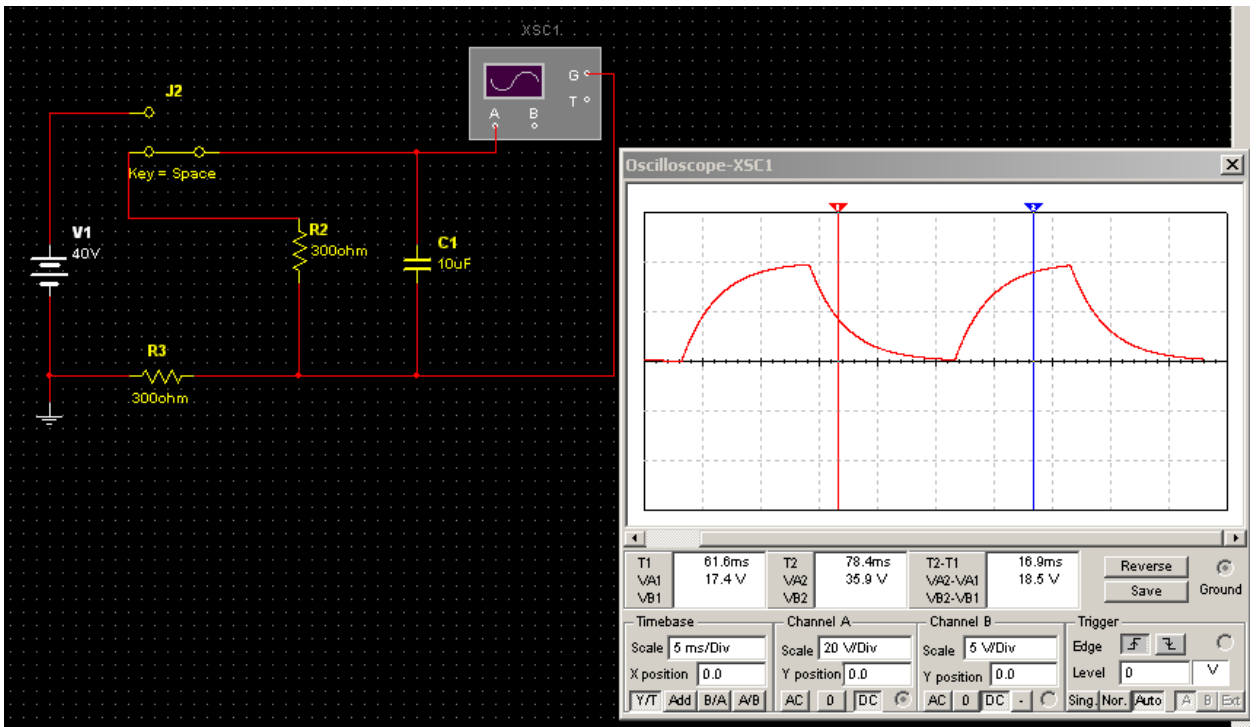 XSC1
J2
G
T
A B
Key = Space
V1
40V
R2
300ohm
C1
10uF
R3
300ohm
Oscilloscope-XSC1
1 2
T1 61.6ms T2 78.4ms T2-T1 16.9ms Reverse
VA1 17.4 V VA2 35.9 V VA2-VA1 18.5 V
VB1 VB2 VB2-VB1 Save Ground
Timebase Channel A Channel B Trigger
Scale 5 ms/Div Scale 20 V/Div Scale 5 V/Div Edge
X position 0.0 Y position 0.0 Y position 0.0 Level 0 V
Y/T Add B/A A/B AC 0 DC AC 0 DC - Sing. Nor. Auto A B Ext